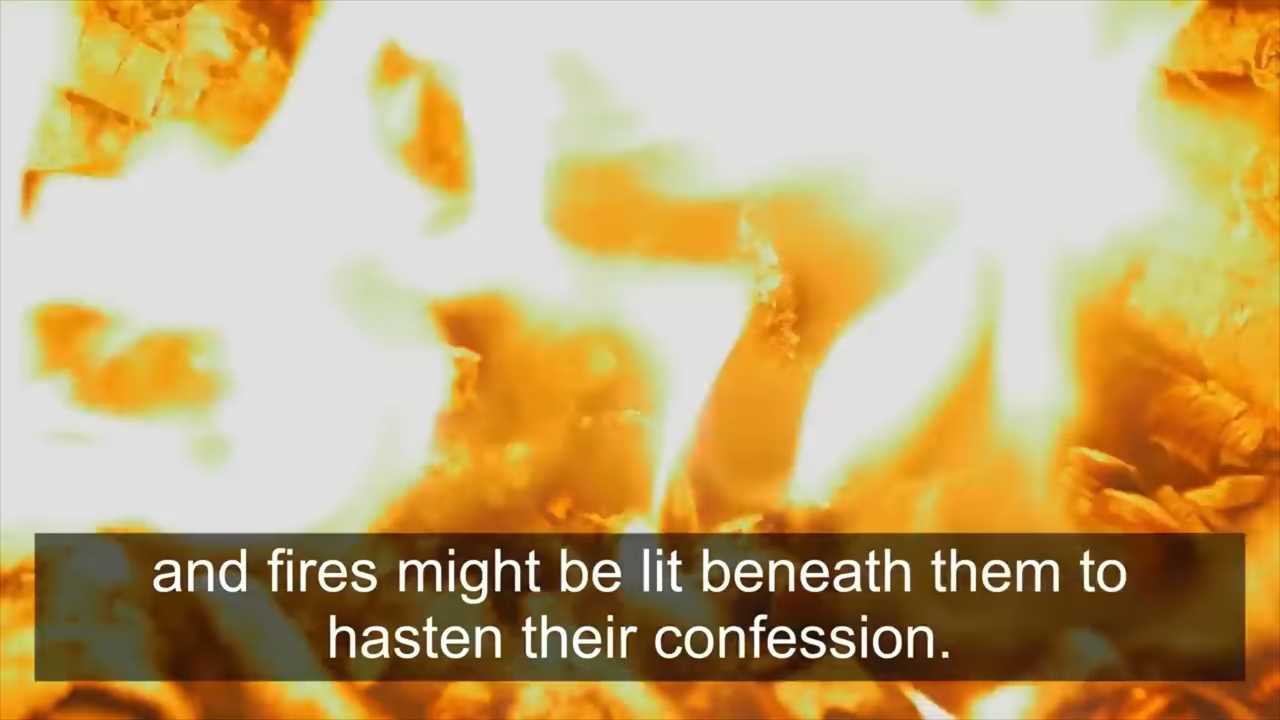 and fires might be lit beneath them to
hasten their confession.